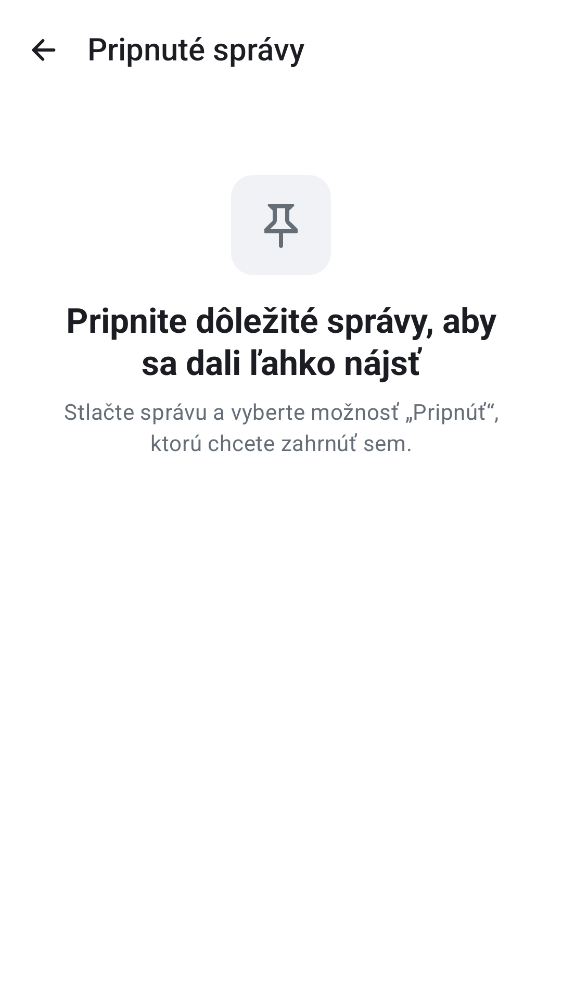 Pripnuté správy
Pripnite dôležité správy, aby
sa dali ľahko nájsť
Stlačte správu a vyberte možnosť „Pripnúť“,
ktorú chcete zahrnúť sem.